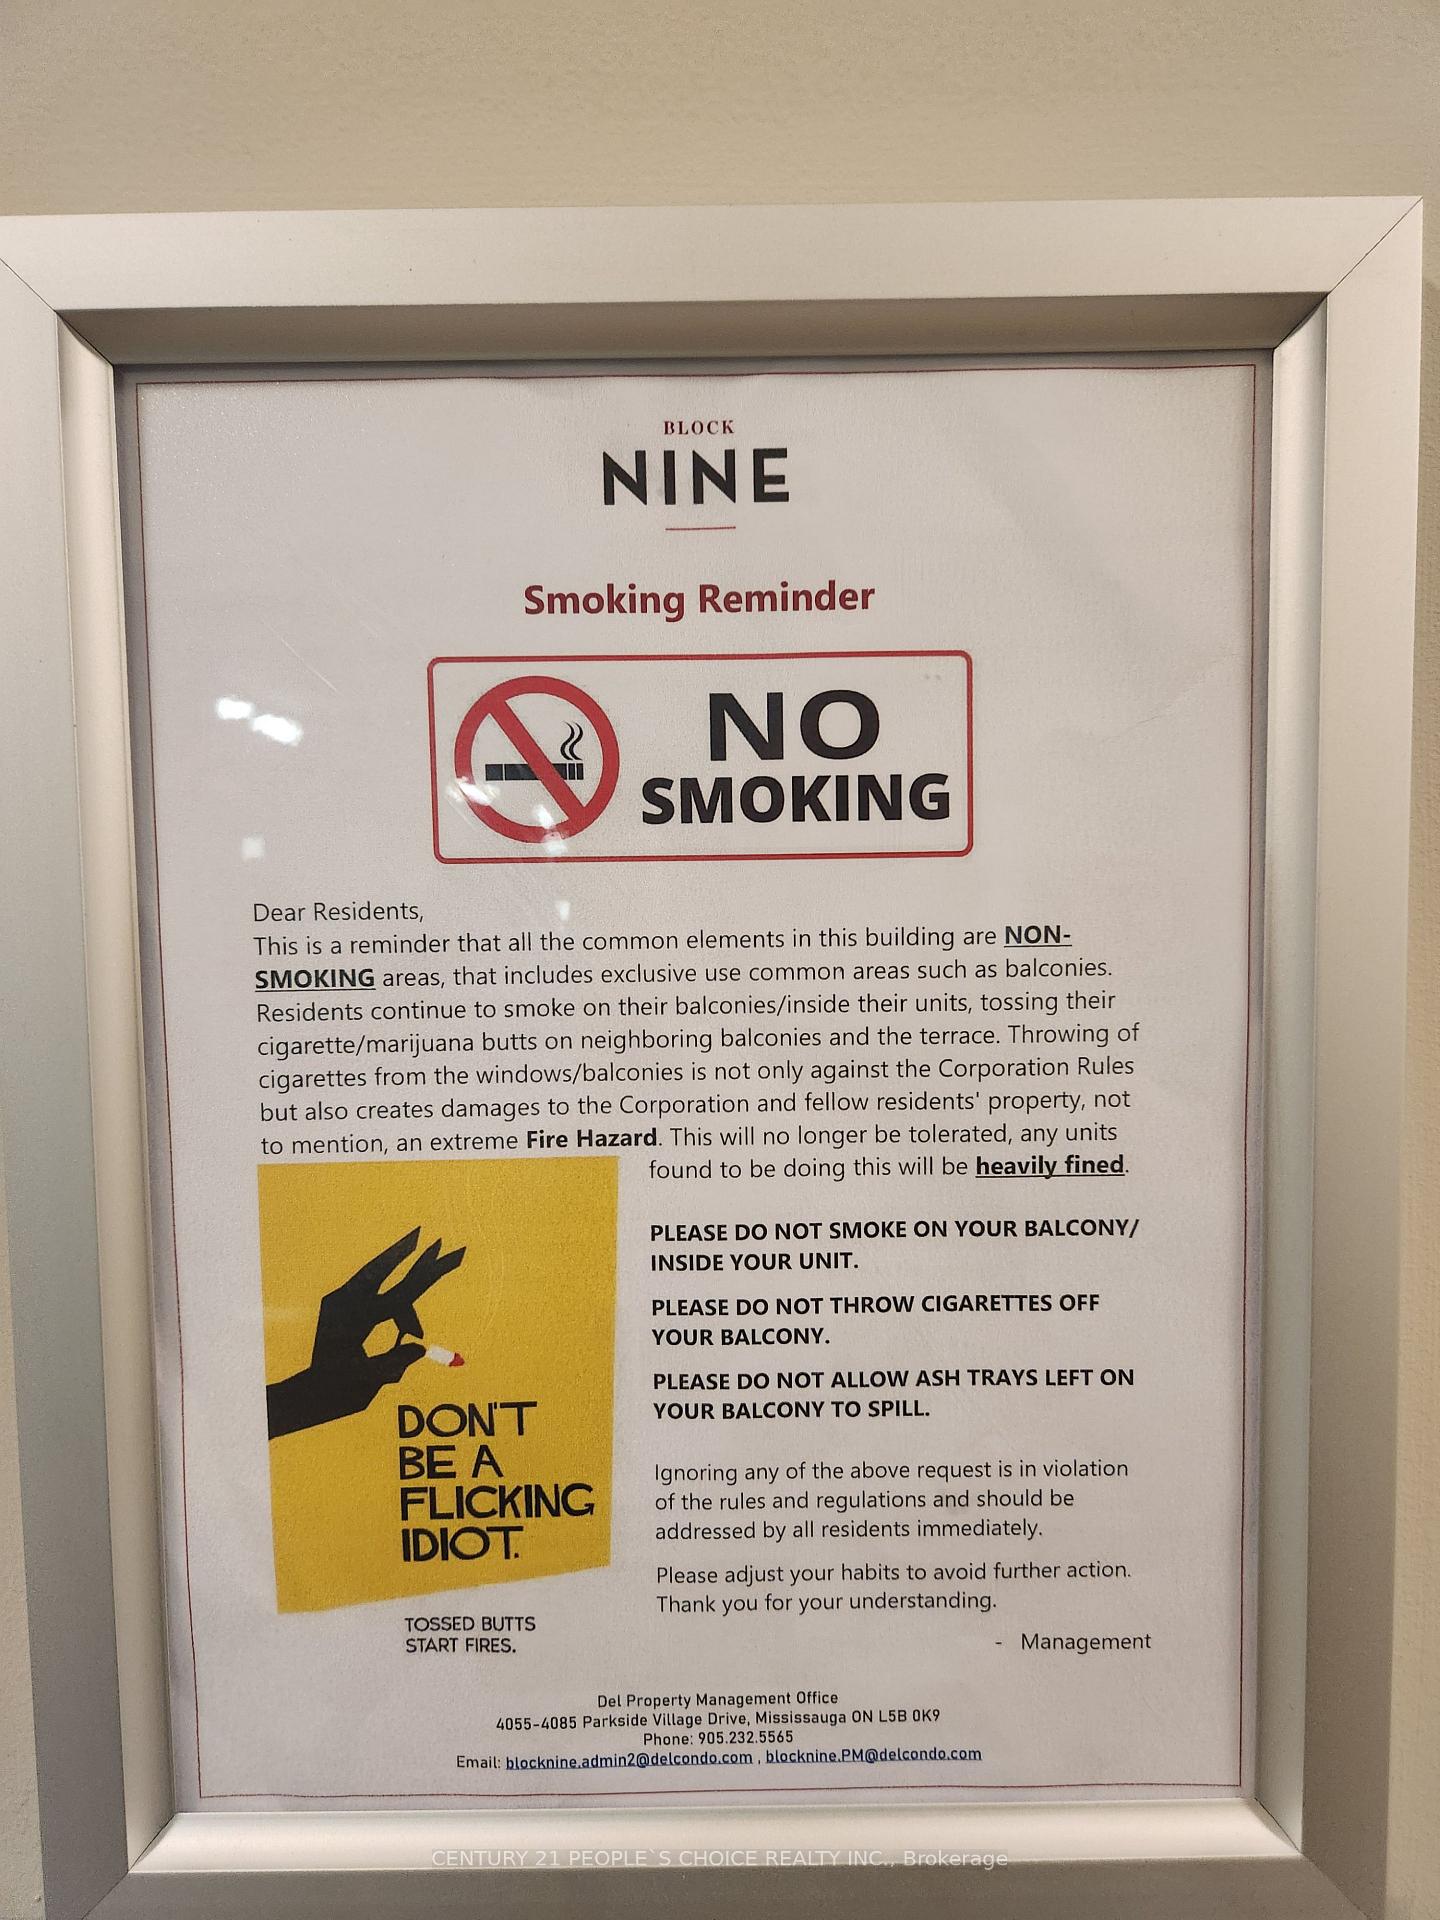 BLOCK
NINE
Smoking Reminder
NO
SMOKING
Dear Residents,
This is a reminder that all the common elements in this building are NON-
SMOKING areas, that includes exclusive use common areas such as balconies.
Residents continue to smoke on their balconies/inside their units, tossing their
cigarette/marijuana butts on neighboring balconies and the terrace. Throwing of
cigarettes from the windows/balconies is not only against the Corporation Rules
but also creates damages to the Corporation and fellow residents' property, not
to mention, an extreme Fire Hazard. This will no longer be tolerated, any units
found to be doing this will be heavily fined.
PLEASE DO NOT SMOKE ON YOUR BALCONY/
INSIDE YOUR UNIT.
PLEASE DO NOT THROW CIGARETTES OFF
YOUR BALCONY.
PLEASE DO NOT ALLOW ASH TRAYS LEFT ON
YOUR BALCONY TO SPILL.
DON'T
BE A
FLICKING
IDIOT.
TOSSED BUTTS
START FIRES.
Ignoring any of the above request is in violation
of the rules and regulations and should be
addressed by all residents immediately.
Please adjust your habits to avoid further action.
Thank you for your understanding.
- Management
Del Property Management Office
4055-4085 Parkside Village Drive, Mississauga ON L5B 0K9
Phone: 905.232.5565
Email: blocknine.admin2@delcondo.com , blocknine.PM@delcondo.com
CENTURY 21 PEOPLE`S CHOICE REALTY INC., Brokerage